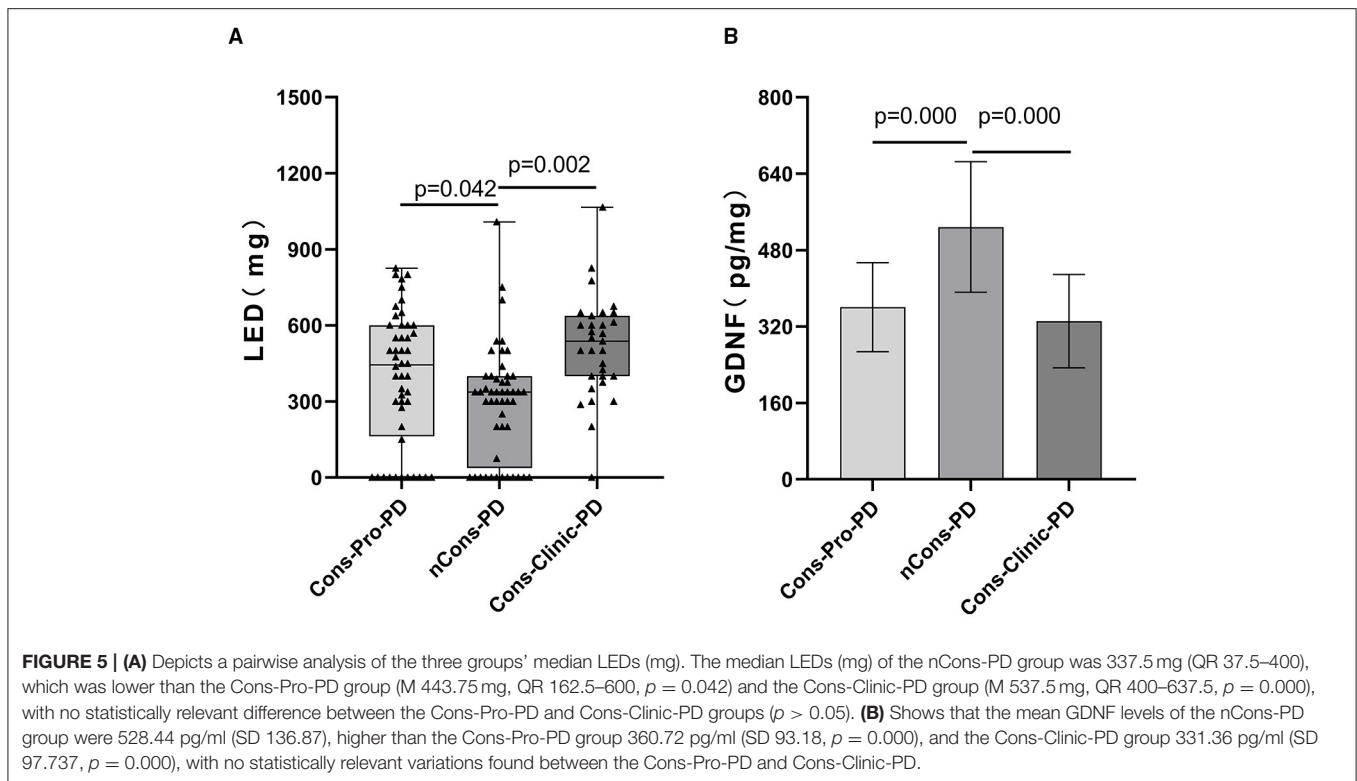 A
B
1500
1200
900
600
300
0
LED( mg)
p=0.042
p=0.002
Cons-Pro-PD
nCons-PD
Cons-Clinic-PD
800
640
480
320
160
0
GDNF( pg/mg)
p=0.000
p=0.000
Cons-Pro-PD
nCons-PD
Cons-Clinic-PD
FIGURE 5 | (A) Depicts a pairwise analysis of the three groups’ median LEDs (mg). The median LEDs (mg) of the nCons-PD group was 337.5 mg (QR 37.5–400),
which was lower than the Cons-Pro-PD group (M 443.75 mg, QR 162.5–600, p = 0.042) and the Cons-Clinic-PD group (M 537.5 mg, QR 400–637.5, p = 0.000),
with no statistically relevant difference between the Cons-Pro-PD and Cons-Clinic-PD groups (p > 0.05). (B) Shows that the mean GDNF levels of the nCons-PD
group were 528.44 pg/ml (SD 136.87), higher than the Cons-Pro-PD group 360.72 pg/ml (SD 93.18, p = 0.000), and the Cons-Clinic-PD group 331.36 pg/ml (SD
97.737, p = 0.000), with no statistically relevant variations found between the Cons-Pro-PD and Cons-Clinic-PD.